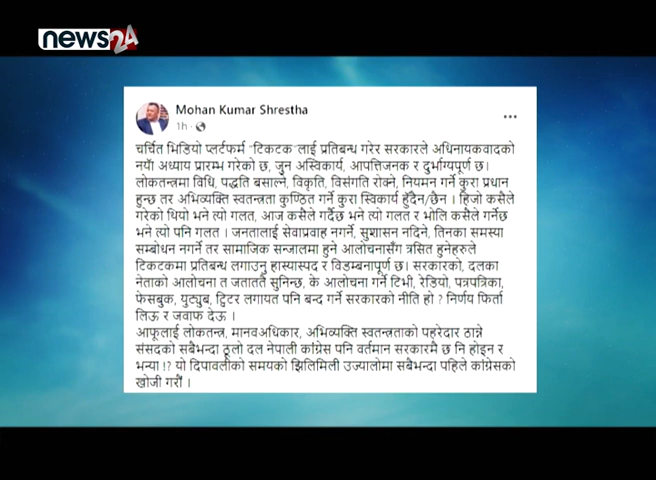 news24
Mohan Kumar Shrestha
1h
चर्चित भिडियो प्लर्टफर्म "टिकटक"लाई प्रतिबन्ध गरेर सरकारले अधिनायकवादको
नयाँ अध्याय प्रारम्भ गरेको छ, जुन अस्विकार्य, आपत्तिजनक र दुर्भाग्यपूर्ण छ।
लोकतन्त्रमा विधि, पद्धति बसाल्ने, विकृति, विसंगति रोक्ने, नियमन गर्ने कुरा प्रधान
हुन्छ तर अभिव्यक्ति स्वतन्त्रता कुण्ठित गर्ने कुरा स्विकार्य हुँदैन/छैन । हिजो कसैले
गरेको थियो भने त्यो गलत, आज कसैले गर्दैछ भने त्यो गलत र भोलि कसैले गर्नेछ
भने त्यो पनि गलत । जनतालाई सेवाप्रवाह नगर्ने, सुशासन नदिने, तिनका समस्या
सम्बोधन नगर्ने तर सामाजिक सन्जालमा हुने आलोचनासँग त्रसित हुनेहरुले
टिकटकमा प्रतिबन्ध लगाउनु हास्यास्पद र विडम्बनापूर्ण छ। सरकारको, दलका
नेताको आलोचना त जताततै सुनिन्छ, के आलोचना गर्ने टिभी, रेडियो, पत्रपत्रिका,
फेसबुक, युट्युब, ट्विटर लगायत पनि बन्द गर्ने सरकारको नीति हो ? निर्णय फिर्ता
लिऊ र जवाफ देऊ ।
आफूलाई लोकतन्त्र, मानवअधिकार, अभिव्यक्ति स्वतन्त्रताको पहरेदार ठान्ने
संसदको सबैभन्दा ठूलो दल नेपाली कांग्रेस पनि वर्तमान सरकारमै छ नि होइन र
भन्या !? यो दिपावलीको समयको झिलिमिली उज्यालोमा सबैभन्दा पहिले कांग्रेसको
खोजी गरौं ।